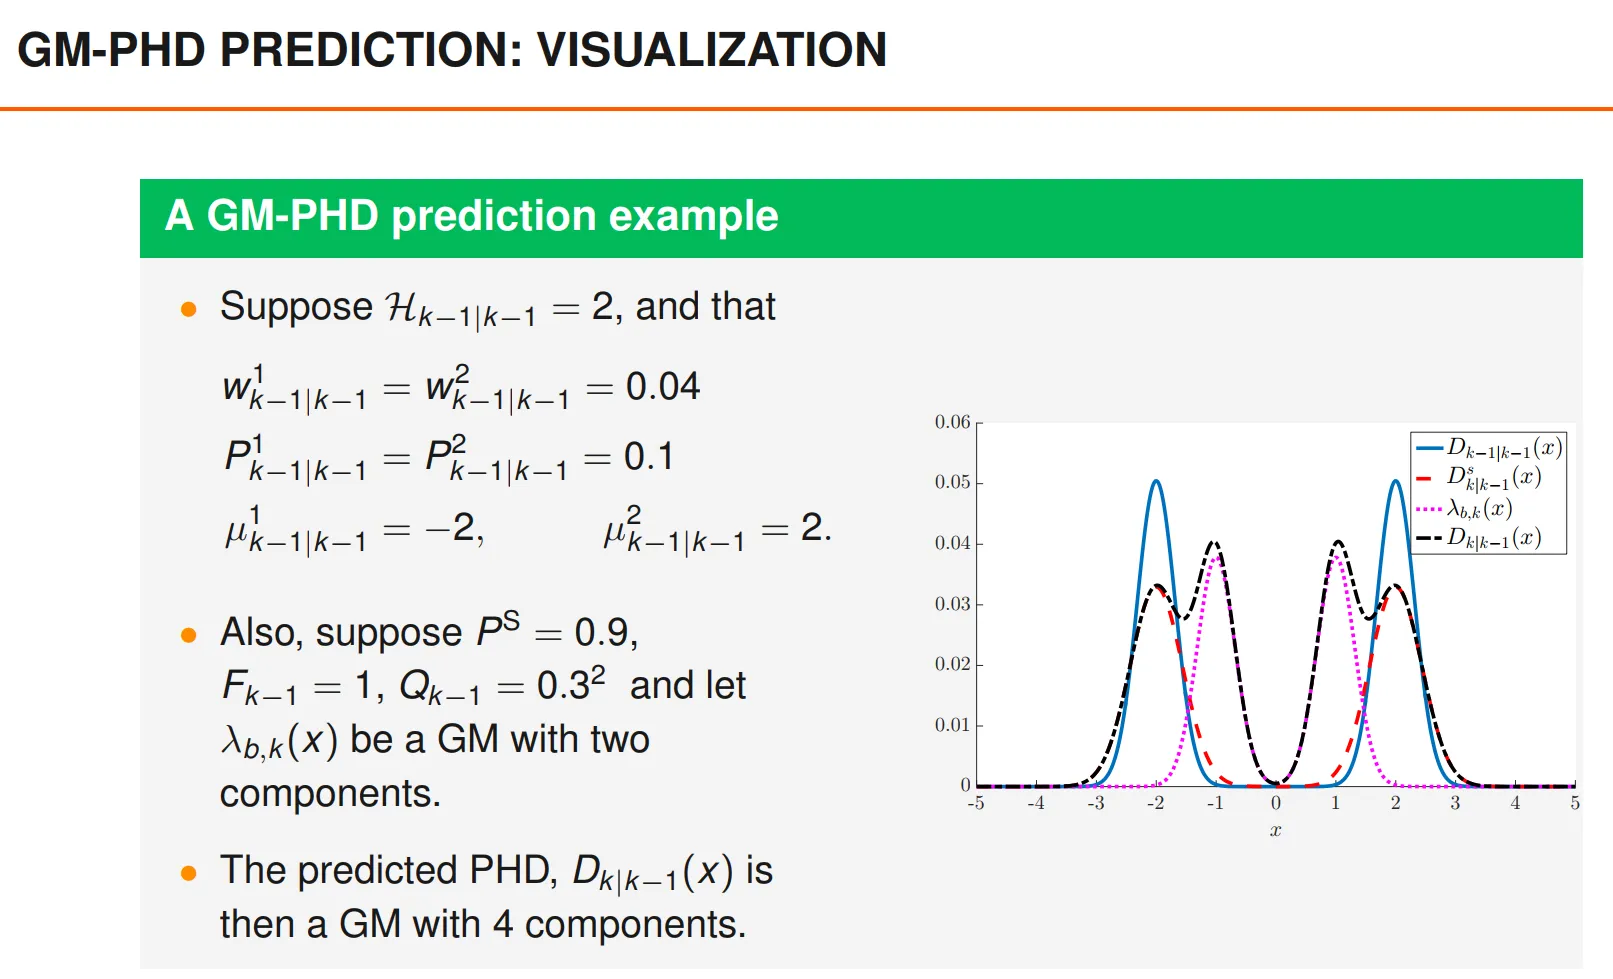 GM-PHD PREDICTION: VISUALIZATION
A GM-PHD prediction example
• Suppose $\mathcal{H}_{k-1|k-1} = 2$, and that
$w^1_{k-1|k-1} = w^2_{k-1|k-1} = 0.04$
$P^1_{k-1|k-1} = P^2_{k-1|k-1} = 0.1$
$\mu^1_{k-1|k-1} = -2, \quad \mu^2_{k-1|k-1} = 2.$
• Also, suppose $P^S = 0.9$,
$F_{k-1} = 1, Q_{k-1} = 0.3^2$ and let
$\lambda_{b,k}(x)$ be a GM with two
components.
• The predicted PHD, $D_{k|k-1}(x)$ is
then a GM with 4 components.
0.06
0.05
0.04
0.03
0.02
0.01
0
-5 -4 -3 -2 -1 0 1 2 3 4 5
x
$D_{k-1|k-1}(x)$
$D^s_{k|k-1}(x)$
$\lambda_{b,k}(x)$
$D_{k|k-1}(x)$